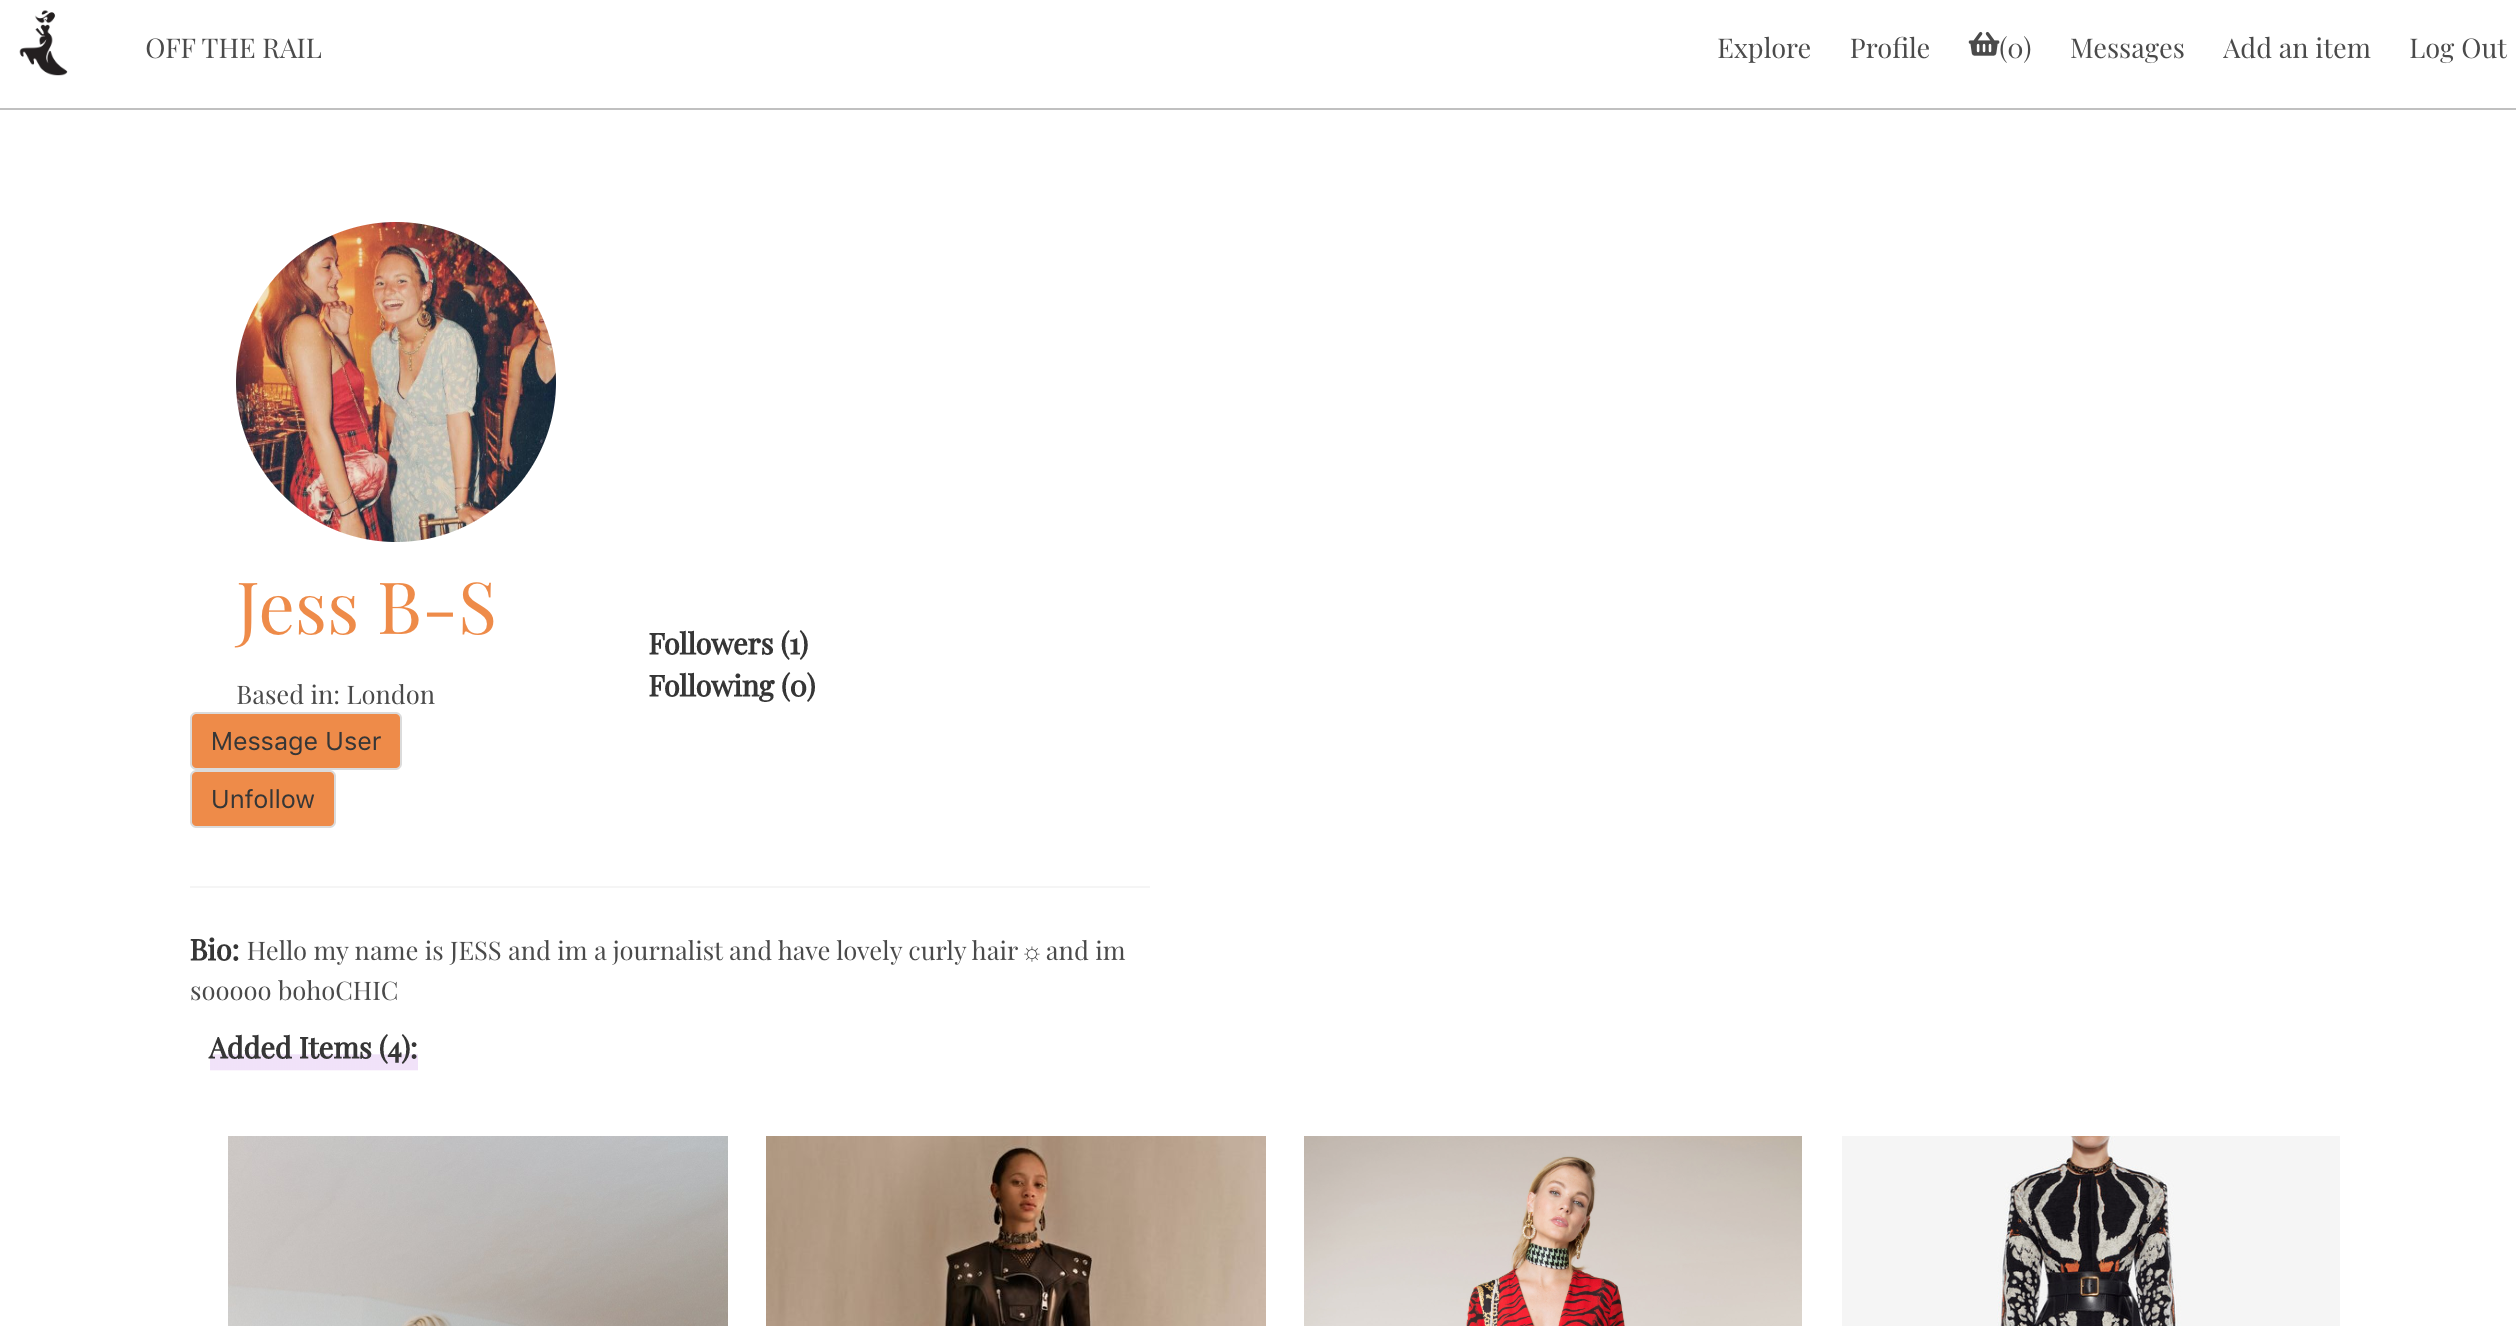 OFF THE RAIL
Explore Profile (0) Messages Add an item Log Out
Jess B-S
Followers (1)
Following (0)
Based in: London
Message User
Unfollow
Bio: Hello my name is JESS and im a journalist and have lovely curly hair ☼ and im
sooooo bohoCHIC
Added Items (4):